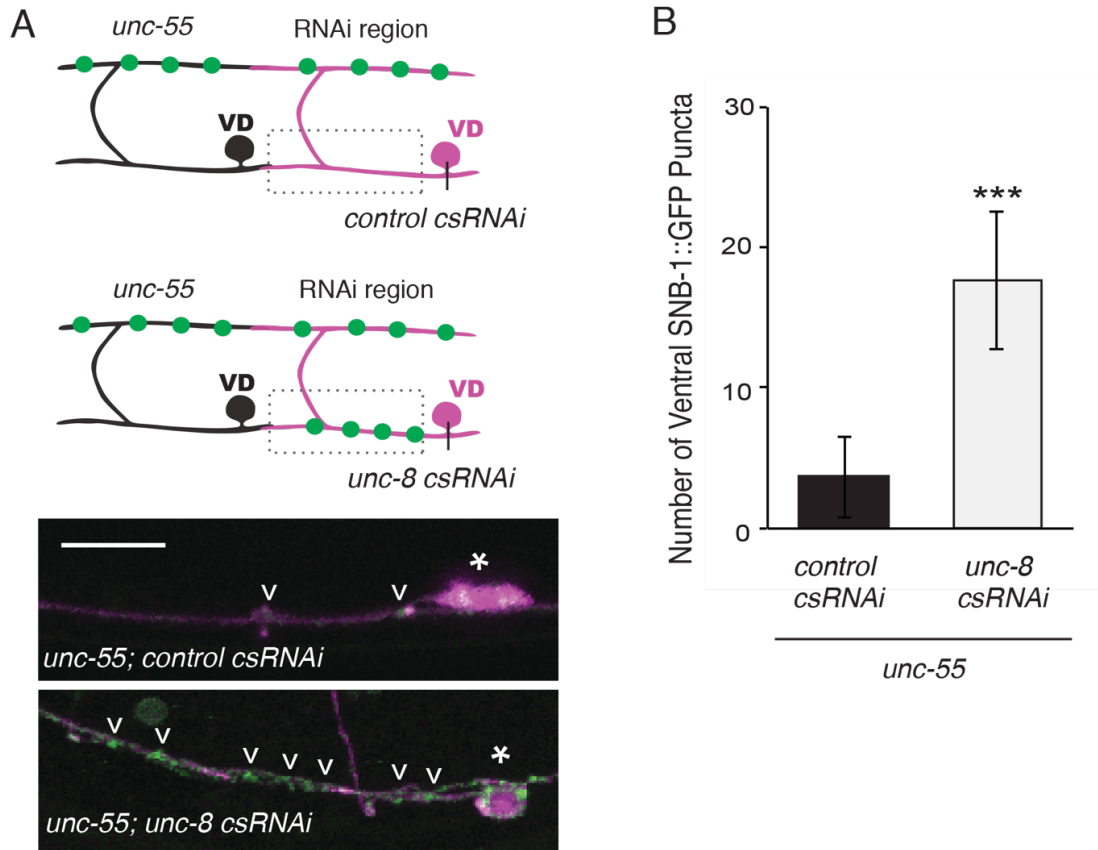 A
unc-55 RNAi region
VD
VD
control csRNAi
unc-55 RNAi region
VD
VD
unc-8 csRNAi
*
v v
unc-55; control csRNAi
v v v v v v v
*
unc-55; unc-8 csRNAi
B
Number of Ventral SNB-1::GFP Puncta
30
20
10
0
***
control
csRNAi
unc-8
csRNAi
unc-55